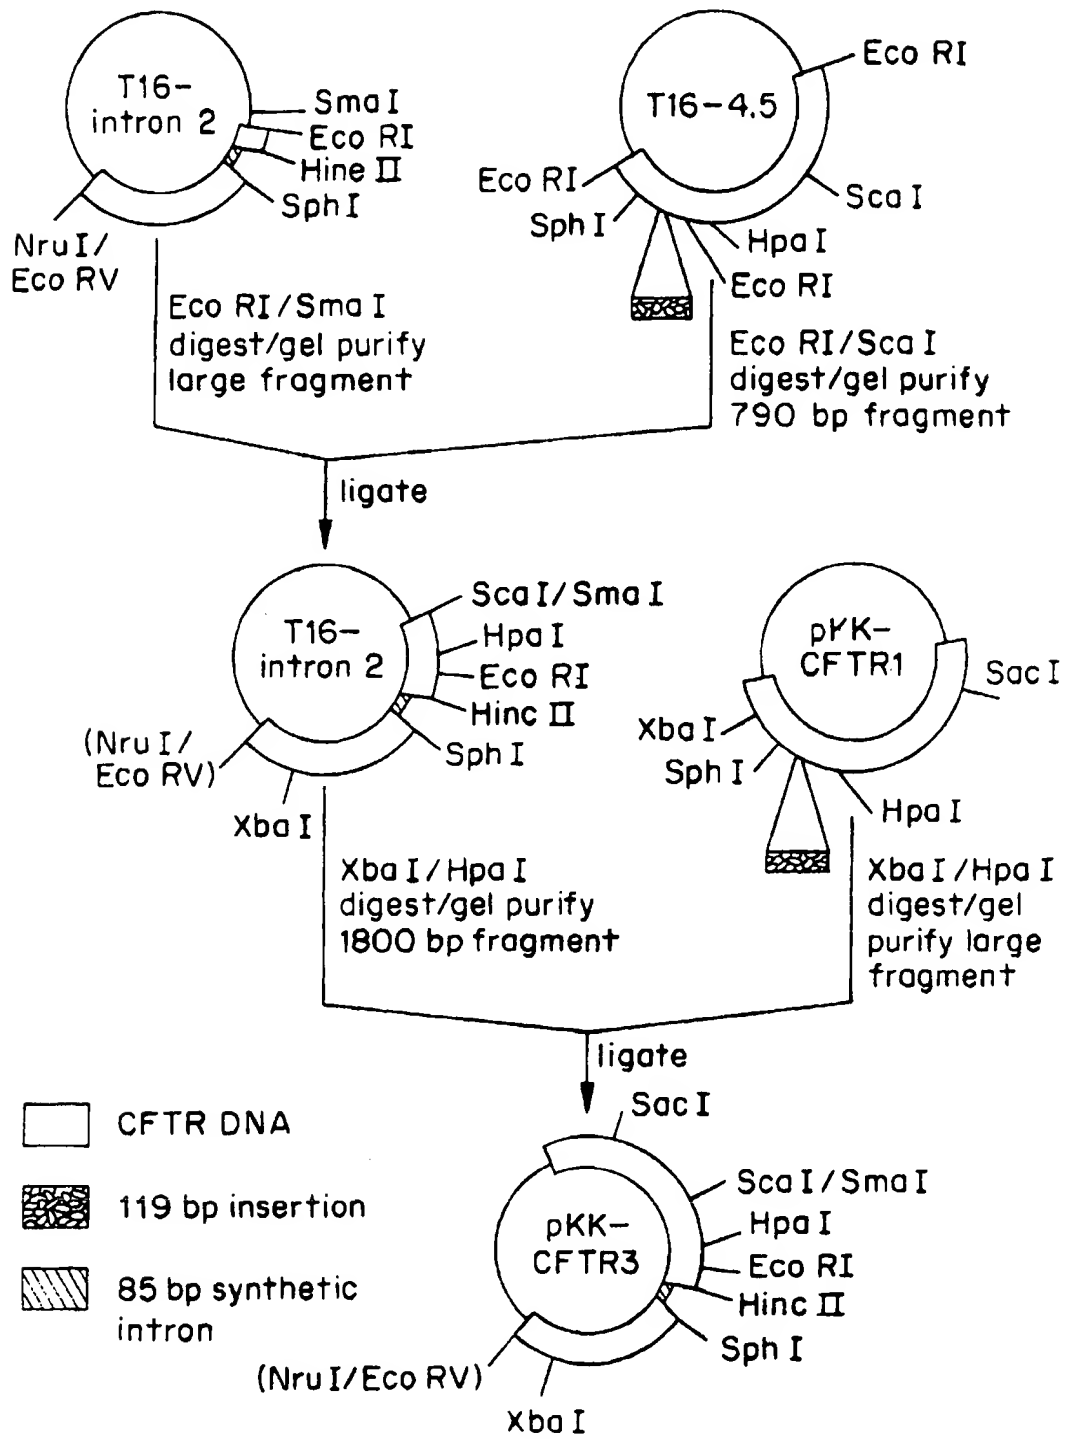 T16-
intron 2
Sma I
Eco RI
Hine II
Sph I
Nru I/
Eco RV
T16-4.5
Eco RI
Eco RI
Sph I
Sca I
Hpa I
Eco RI
Eco RI/Sma I
digest/gel purify
large fragment
Eco RI/Sca I
digest/gel purify
790 bp fragment
ligate
T16-
intron 2
Sca I/Sma I
Hpa I
Eco RI
Hinc II
Sph I
(Nru I/
Eco RV)
Xba I
pKK-
CFTR1
Sac I
Xba I
Sph I
Hpa I
Xba I/Hpa I
digest/gel purify
1800 bp fragment
Xba I/Hpa I
digest/gel
purify large
fragment
ligate
CFTR DNA
119 bp insertion
85 bp synthetic
intron
Sac I
Sca I/Sma I
Hpa I
Eco RI
Hinc II
Sph I
pKK-
CFTR3
(Nru I/Eco RV)
Xba I